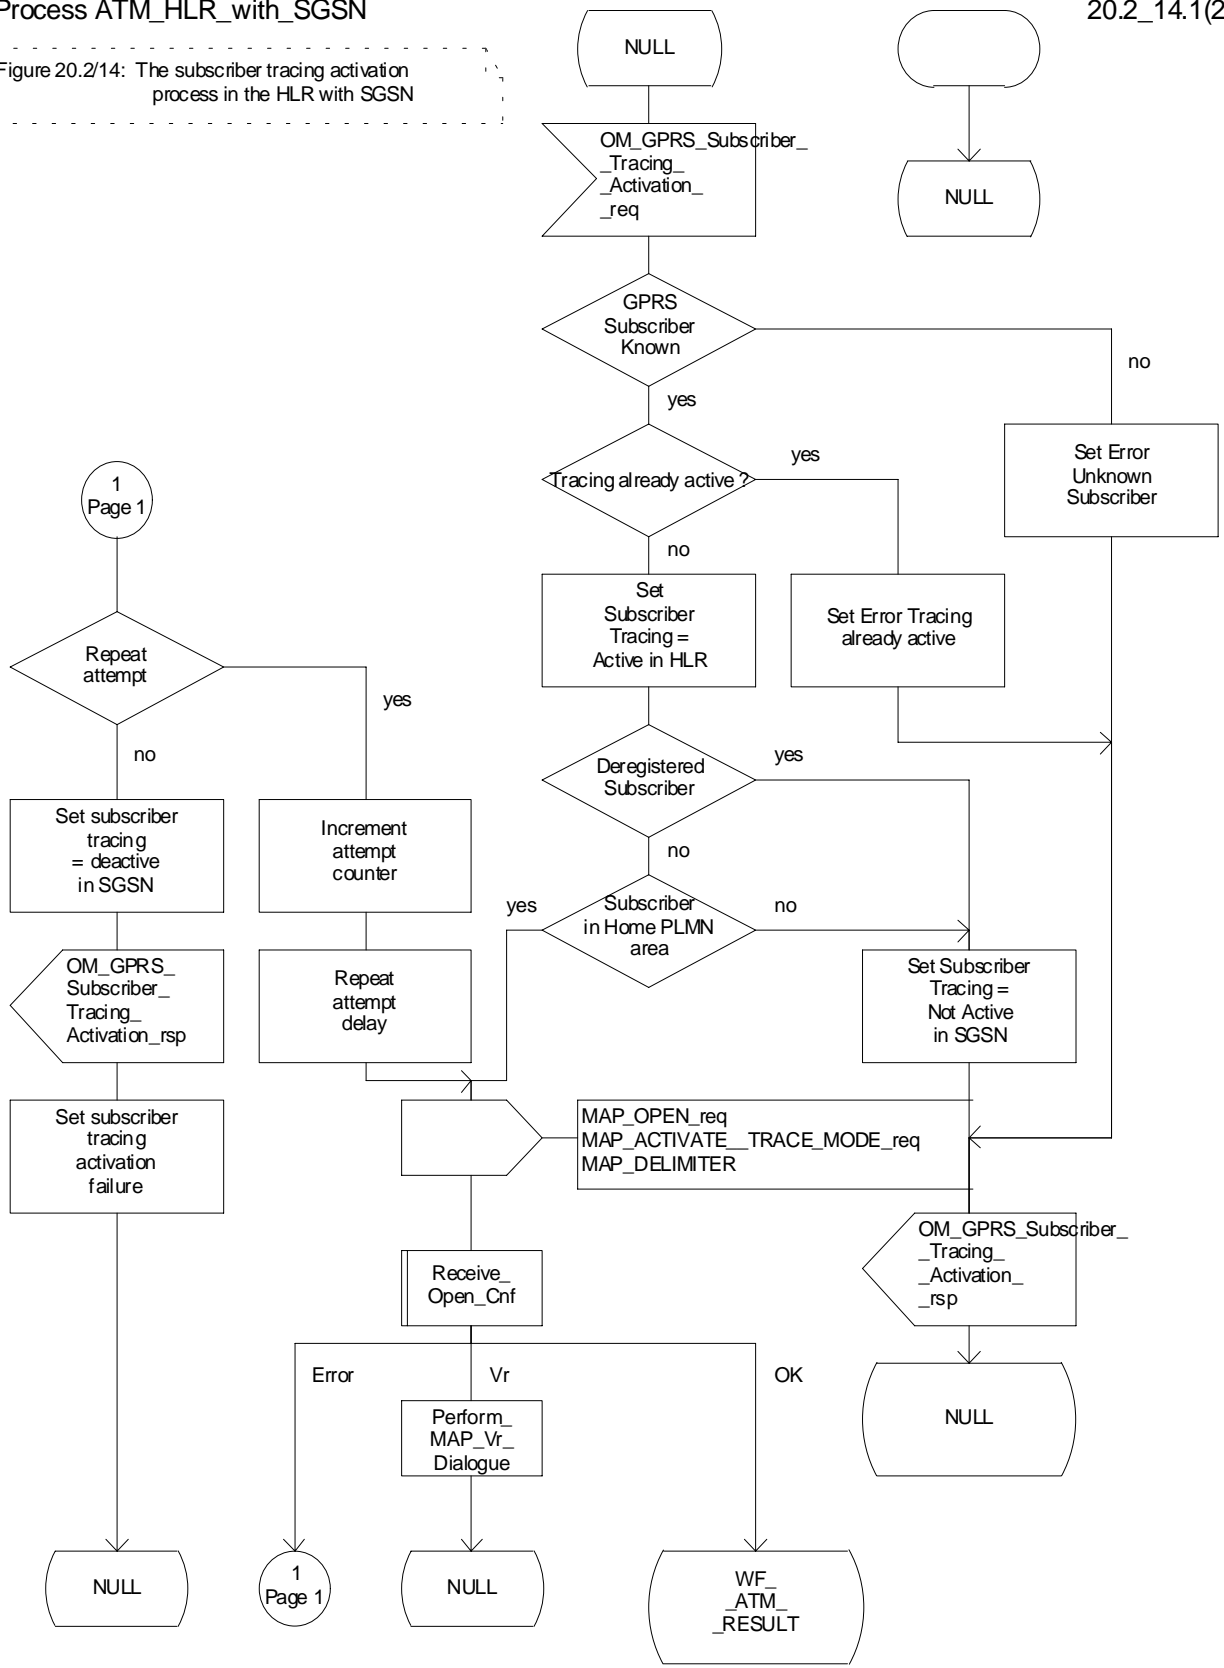 Process ATM_HLR_with_SGSN
20.2_14.1(2
Figure 20.2/14: The subscriber tracing activation
process in the HLR with SGSN
NULL
OM_GPRS_Subscriber_
_Tracing_
_Activation_
_req
NULL
GPRS
Subscriber
Known
no
yes
Tracing already active ?
yes
Set Error
Unknown
Subscriber
1
Page 1
no
Set
Subscriber
Tracing =
Active in HLR
Set Error Tracing
already active
Repeat
attempt
yes
no
Deregistered
Subscriber
yes
Set subscriber
tracing
= deactive
in SGSN
Increment
attempt
counter
no
yes
Subscriber
in Home PLMN
area
no
OM_GPRS_
Subscriber_
Tracing_
Activation_rsp
Repeat
attempt
delay
Set Subscriber
Tracing =
Not Active
in SGSN
Set subscriber
tracing
activation
failure
MAP_OPEN_req
MAP_ACTIVATE__TRACE_MODE_req
MAP_DELIMITER
OM_GPRS_Subscriber_
_Tracing_
_Activation_
_rsp
Receive_
Open_Cnf
Error
Vr
OK
Perform_
MAP_Vr_
Dialogue
NULL
NULL
1
Page 1
NULL
WF_
_ATM_
_RESULT